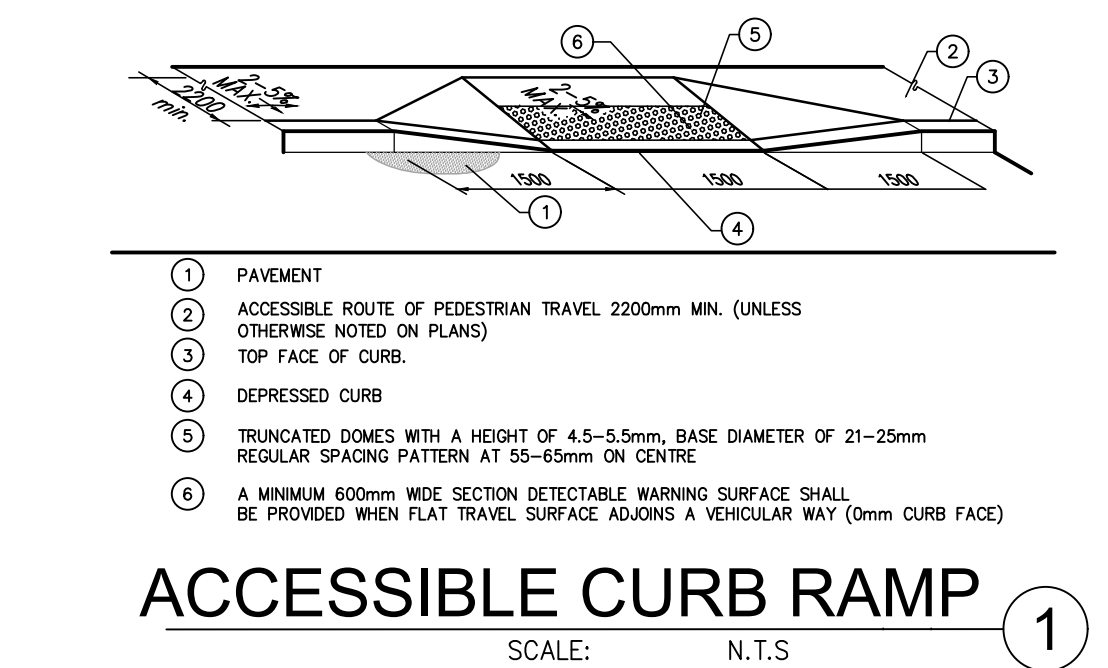 6
5
2
3
2-5%
MAX.
2200
min.
2-5%
MAX.
1500
1500
1500
1
4
1 PAVEMENT
2 ACCESSIBLE ROUTE OF PEDESTRIAN TRAVEL 2200mm MIN. (UNLESS
OTHERWISE NOTED ON PLANS)
3 TOP FACE OF CURB.
4 DEPRESSED CURB
5 TRUNCATED DOMES WITH A HEIGHT OF 4.5-5.5mm, BASE DIAMETER OF 21-25mm
REGULAR SPACING PATTERN AT 55-65mm ON CENTRE
6 A MINIMUM 600mm WIDE SECTION DETECTABLE WARNING SURFACE SHALL
BE PROVIDED WHEN FLAT TRAVEL SURFACE ADJOINS A VEHICULAR WAY (0mm CURB FACE)
ACCESSIBLE CURB RAMP
1
SCALE: N.T.S